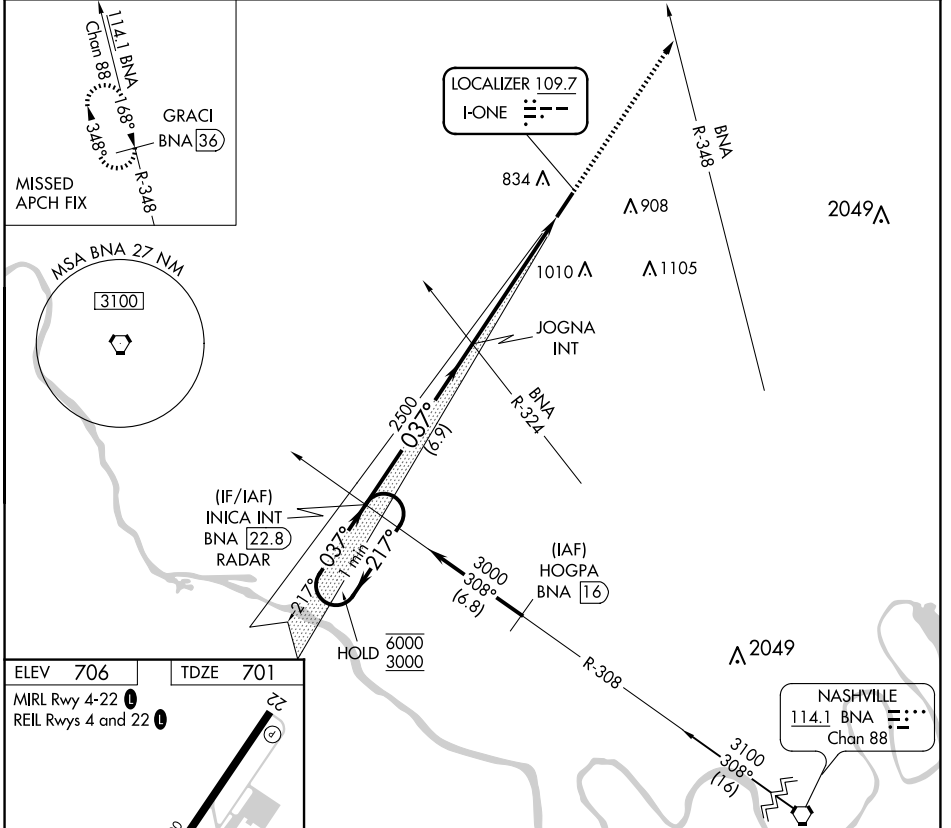 114.1 BNA
Chan 88
168°
348°
GRACI
BNA 36
R-348
MISSED
APCH FIX
MSA BNA 27 NM
3100
LOCALIZER 109.7
I-ONE
BNA
R-348
834
908
2049
1010
1105
JOGNA
INT
BNA
R-324
2500
037°
(6.9)
(IF/IAF)
INICA INT
BNA 22.8
RADAR
037°
217°
1 min
217°
HOLD
6000
3000
3000
308°
(6.8)
(IAF)
HOGPA
BNA 16
R-308
2049
3100
308°
(16)
NASHVILLE
114.1 BNA
Chan 88
ELEV 706
TDZE 701
MIRL Rwy 4-22 L
REIL Rwys 4 and 22 L
22
P